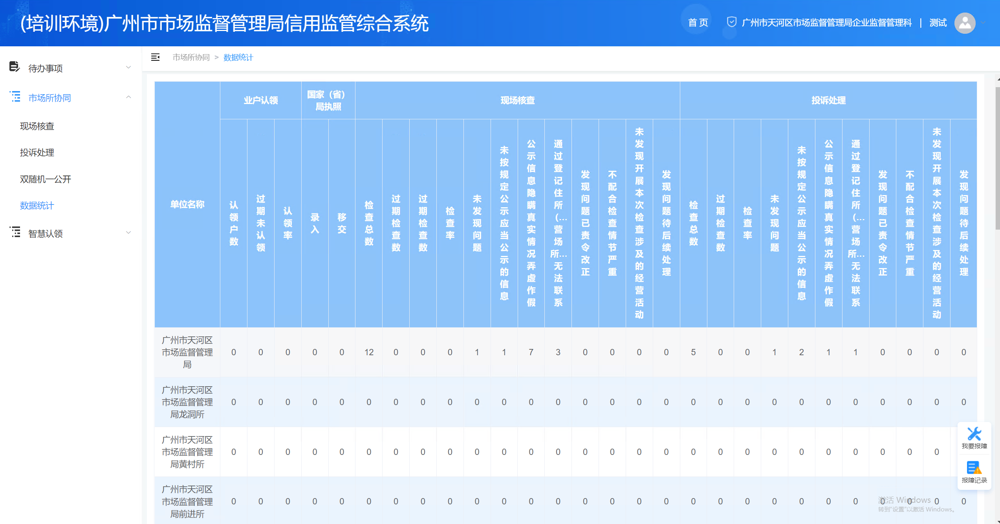 (培训环境)广州市市场监督管理局信用监管综合系统
首页
广州市天河区市场监督管理局企业监督管理科 | 测试
待办事项
市场所协同
现场核查
投诉处理
双随机一公开
数据统计
智慧认领
市场所协同 > 数据统计
单位名称
业户认领
国家（省）
局执照
现场核查
投诉处理
认领户数
过期未认领
认领率
录入
移交
检查总数
过期检查数
过期检查数
检查率
未发现问题
未按规定公示应当公示的信息
公示信息隐瞒真实情况弄虚作假
通过登记住所（...营场所...无法联系
发现问题已责令改正
不配合检查情节严重
未发现开展本次检查涉及的经营活动
发现问题待后续处理
检查总数
过期检查数
检查率
未发现问题
未按规定公示应当公示的信息
公示信息隐瞒真实情况弄虚作假
通过登记住所（...营场所...无法联系
发现问题已责令改正
不配合检查情节严重
未发现开展本次检查涉及的经营活动
发现问题待后续处理
广州市天河区
市场监督管理
局
0 0 0 0 0 12 0 0 0 1 1 7 3 0 0 0 0 5 0 0 1 2 1 1 0 0 0 0
广州市天河区
市场监督管理
局龙洞所
0 0 0 0 0 0 0 0 0 0 0 0 0 0 0 0 0 0 0 0 0 0 0 0 0 0 0 0
广州市天河区
市场监督管理
局黄村所
0 0 0 0 0 0 0 0 0 0 0 0 0 0 0 0 0 0 0 0 0 0 0 0 0 0 0
广州市天河区
市场监督管理
局前进所
0 0 0 0 0 0 0 0 0 0 0 0 0 0 0 0 0 0 0 0 0 0 0 0 0 0 0 0
我要报障
报障记录
激活 Windows
转到"设置"以激活 Windows。